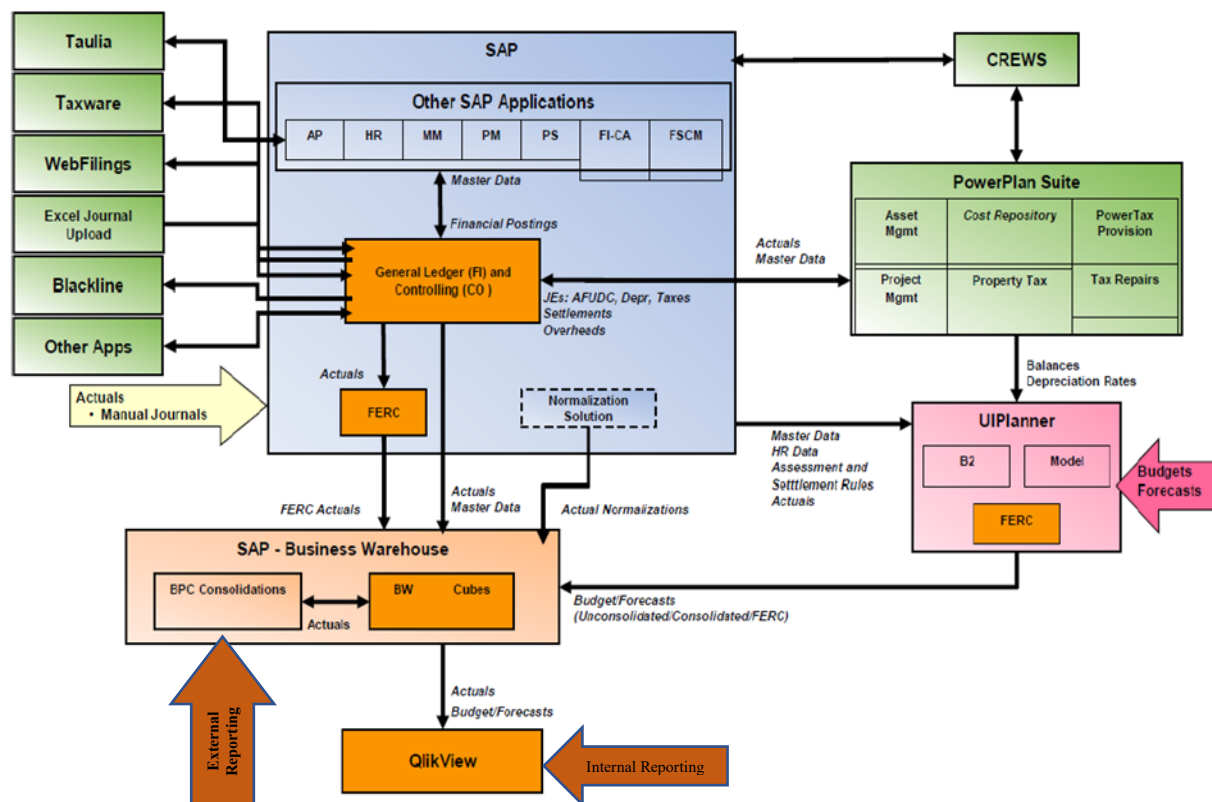 Taulia
Taxware
WebFilings
Excel Journal
Upload
Blackline
Other Apps
Actuals
• Manual Journals
SAP
Other SAP Applications
AP
HR
MM
PM
PS
FI-CA
FSCM
Master Data
Financial Postings
General Ledger (FI) and
Controlling (CO )
JEs: AFUDC, Depr, Taxes
Settlements
Overheads
Actuals
Master Data
Actuals
FERC
Normalization
Solution
CREWS
PowerPlan Suite
Asset
Mgmt
Cost Repository
PowerTax
Provision
Project
Mgmt
Property Tax
Tax Repairs
Balances
Depreciation Rates
UIPlanner
B2
Model
FERC
Budgets
Forecasts
Master Data
HR Data
Assessment and
Setttlement Rules
Actuals
FERC Actuals
Actuals
Master Data
Actual Normalizations
SAP - Business Warehouse
BPC Consolidations
Actuals
BW Cubes
Budget/Forecasts
(Unconsolidated/Consolidated/FERC)
Actuals
Budget/Forecasts
External
Reporting
QlikView
Internal Reporting